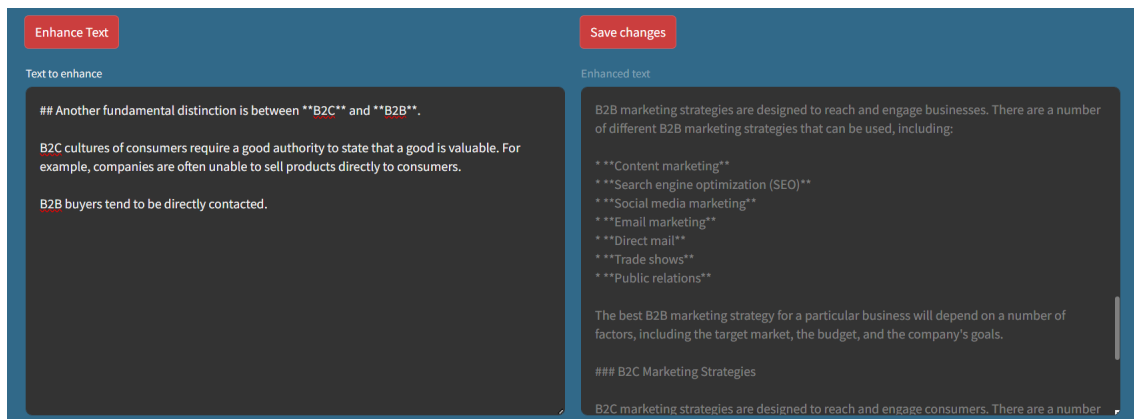 Enhance Text
Save changes
Text to enhance
Enhanced text
## Another fundamental distinction is between **B2C** and **B2B**.
B2C cultures of consumers require a good authority to state that a good is valuable. For
example, companies are often unable to sell products directly to consumers.
B2B buyers tend to be directly contacted.
B2B marketing strategies are designed to reach and engage businesses. There are a number
of different B2B marketing strategies that can be used, including:
* **Content marketing**
* **Search engine optimization (SEO)**
* **Social media marketing**
* **Email marketing**
* **Direct mail**
* **Trade shows**
* **Public relations**
The best B2B marketing strategy for a particular business will depend on a number of
factors, including the target market, the budget, and the company's goals.
### B2C Marketing Strategies
B2C marketing strategies are designed to reach and engage consumers. There are a number